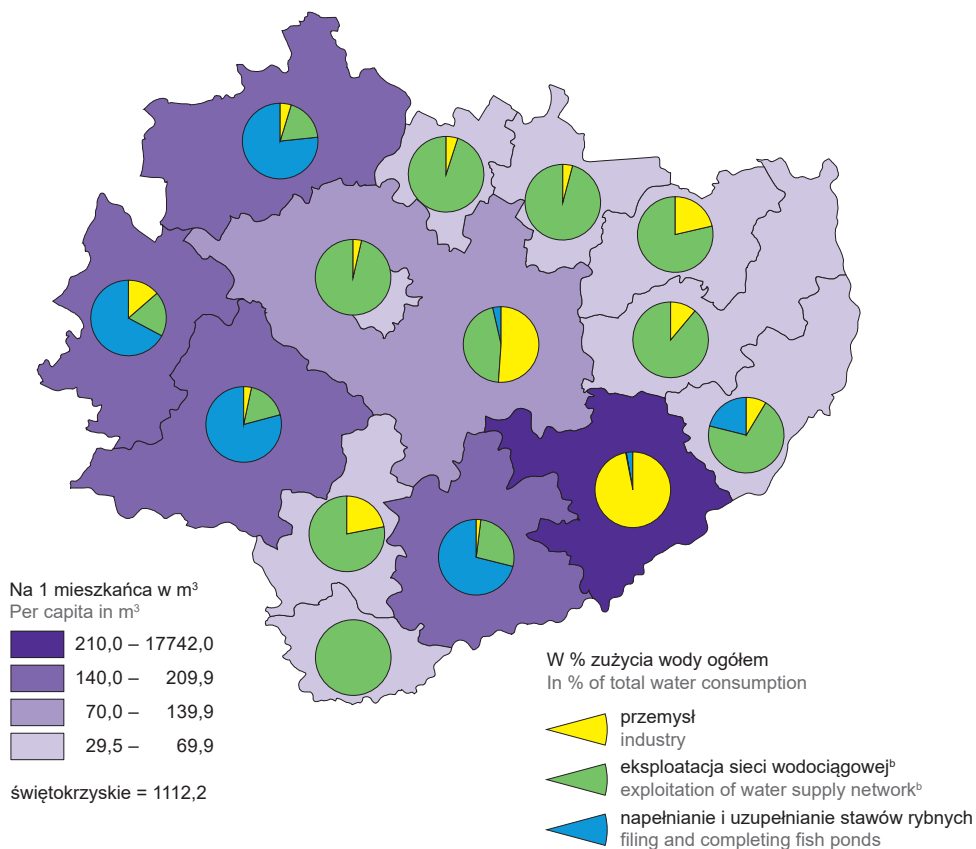 Na 1 mieszkańca w m³
Per capita in m³
210,0 – 17742,0
140,0 – 209,9
70,0 – 139,9
29,5 – 69,9
świętokrzyskie = 1112,2
W % zużycia wody ogółem
In % of total water consumption
przemysł
industry
eksploatacja sieci wodociągowejᵇ
exploitation of water supply networkᵇ
napełnianie i uzupełnianie stawów rybnych
filing and completing fish ponds